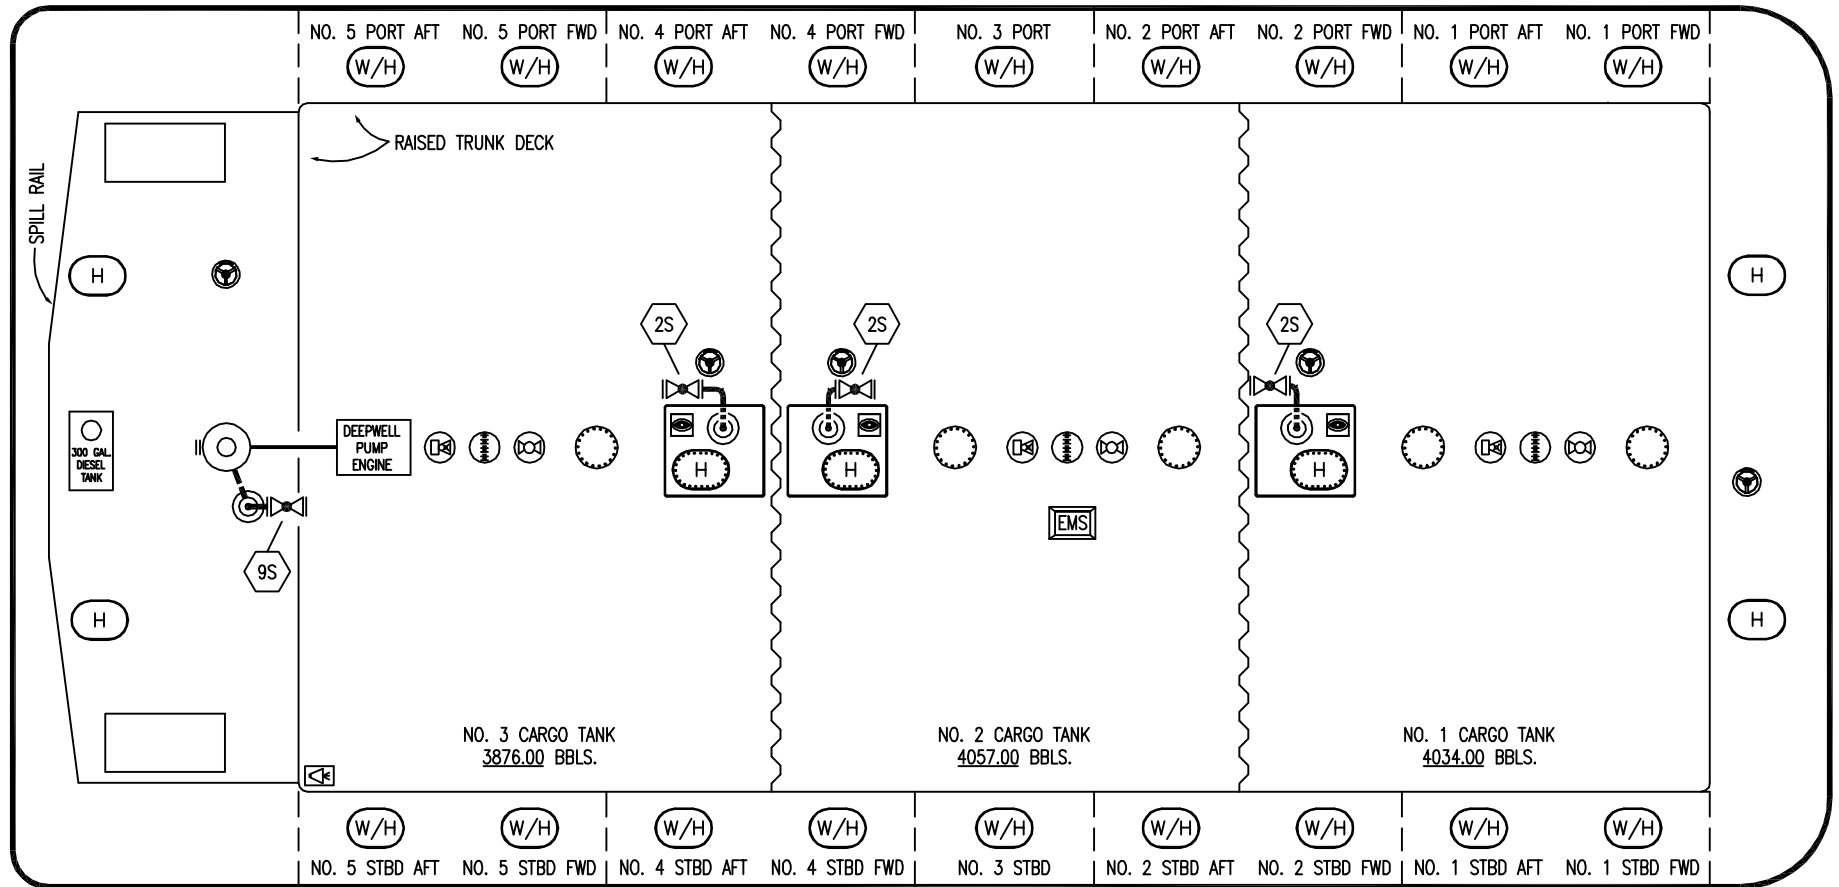 NO. 5 PORT AFT NO. 5 PORT FWD NO. 4 PORT AFT NO. 4 PORT FWD NO. 3 PORT NO. 2 PORT AFT NO. 2 PORT FWD NO. 1 PORT AFT NO. 1 PORT FWD
W/H W/H W/H W/H W/H W/H W/H W/H W/H
RAISED TRUNK DECK
SPILL RAIL
H H
2S 2S 2S
300 GAL.
DIESEL
TANK
DEEPWELL
PUMP
ENGINE
H H H
EMS
9S
H H
NO. 3 CARGO TANK
3876.00 BBLS.
NO. 2 CARGO TANK
4057.00 BBLS.
NO. 1 CARGO TANK
4034.00 BBLS.
W/H W/H W/H W/H W/H W/H W/H W/H W/H
NO. 5 STBD AFT NO. 5 STBD FWD NO. 4 STBD AFT NO. 4 STBD FWD NO. 3 STBD NO. 2 STBD AFT NO. 2 STBD FWD NO. 1 STBD AFT NO. 1 STBD FWD